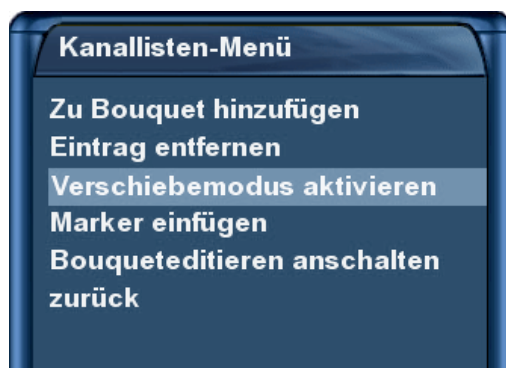 Kanallisten-Menü
Zu Bouquet hinzufügen
Eintrag entfernen
Verschiebemodus aktivieren
Marker einfügen
Bouqueteditieren anschalten
zurück